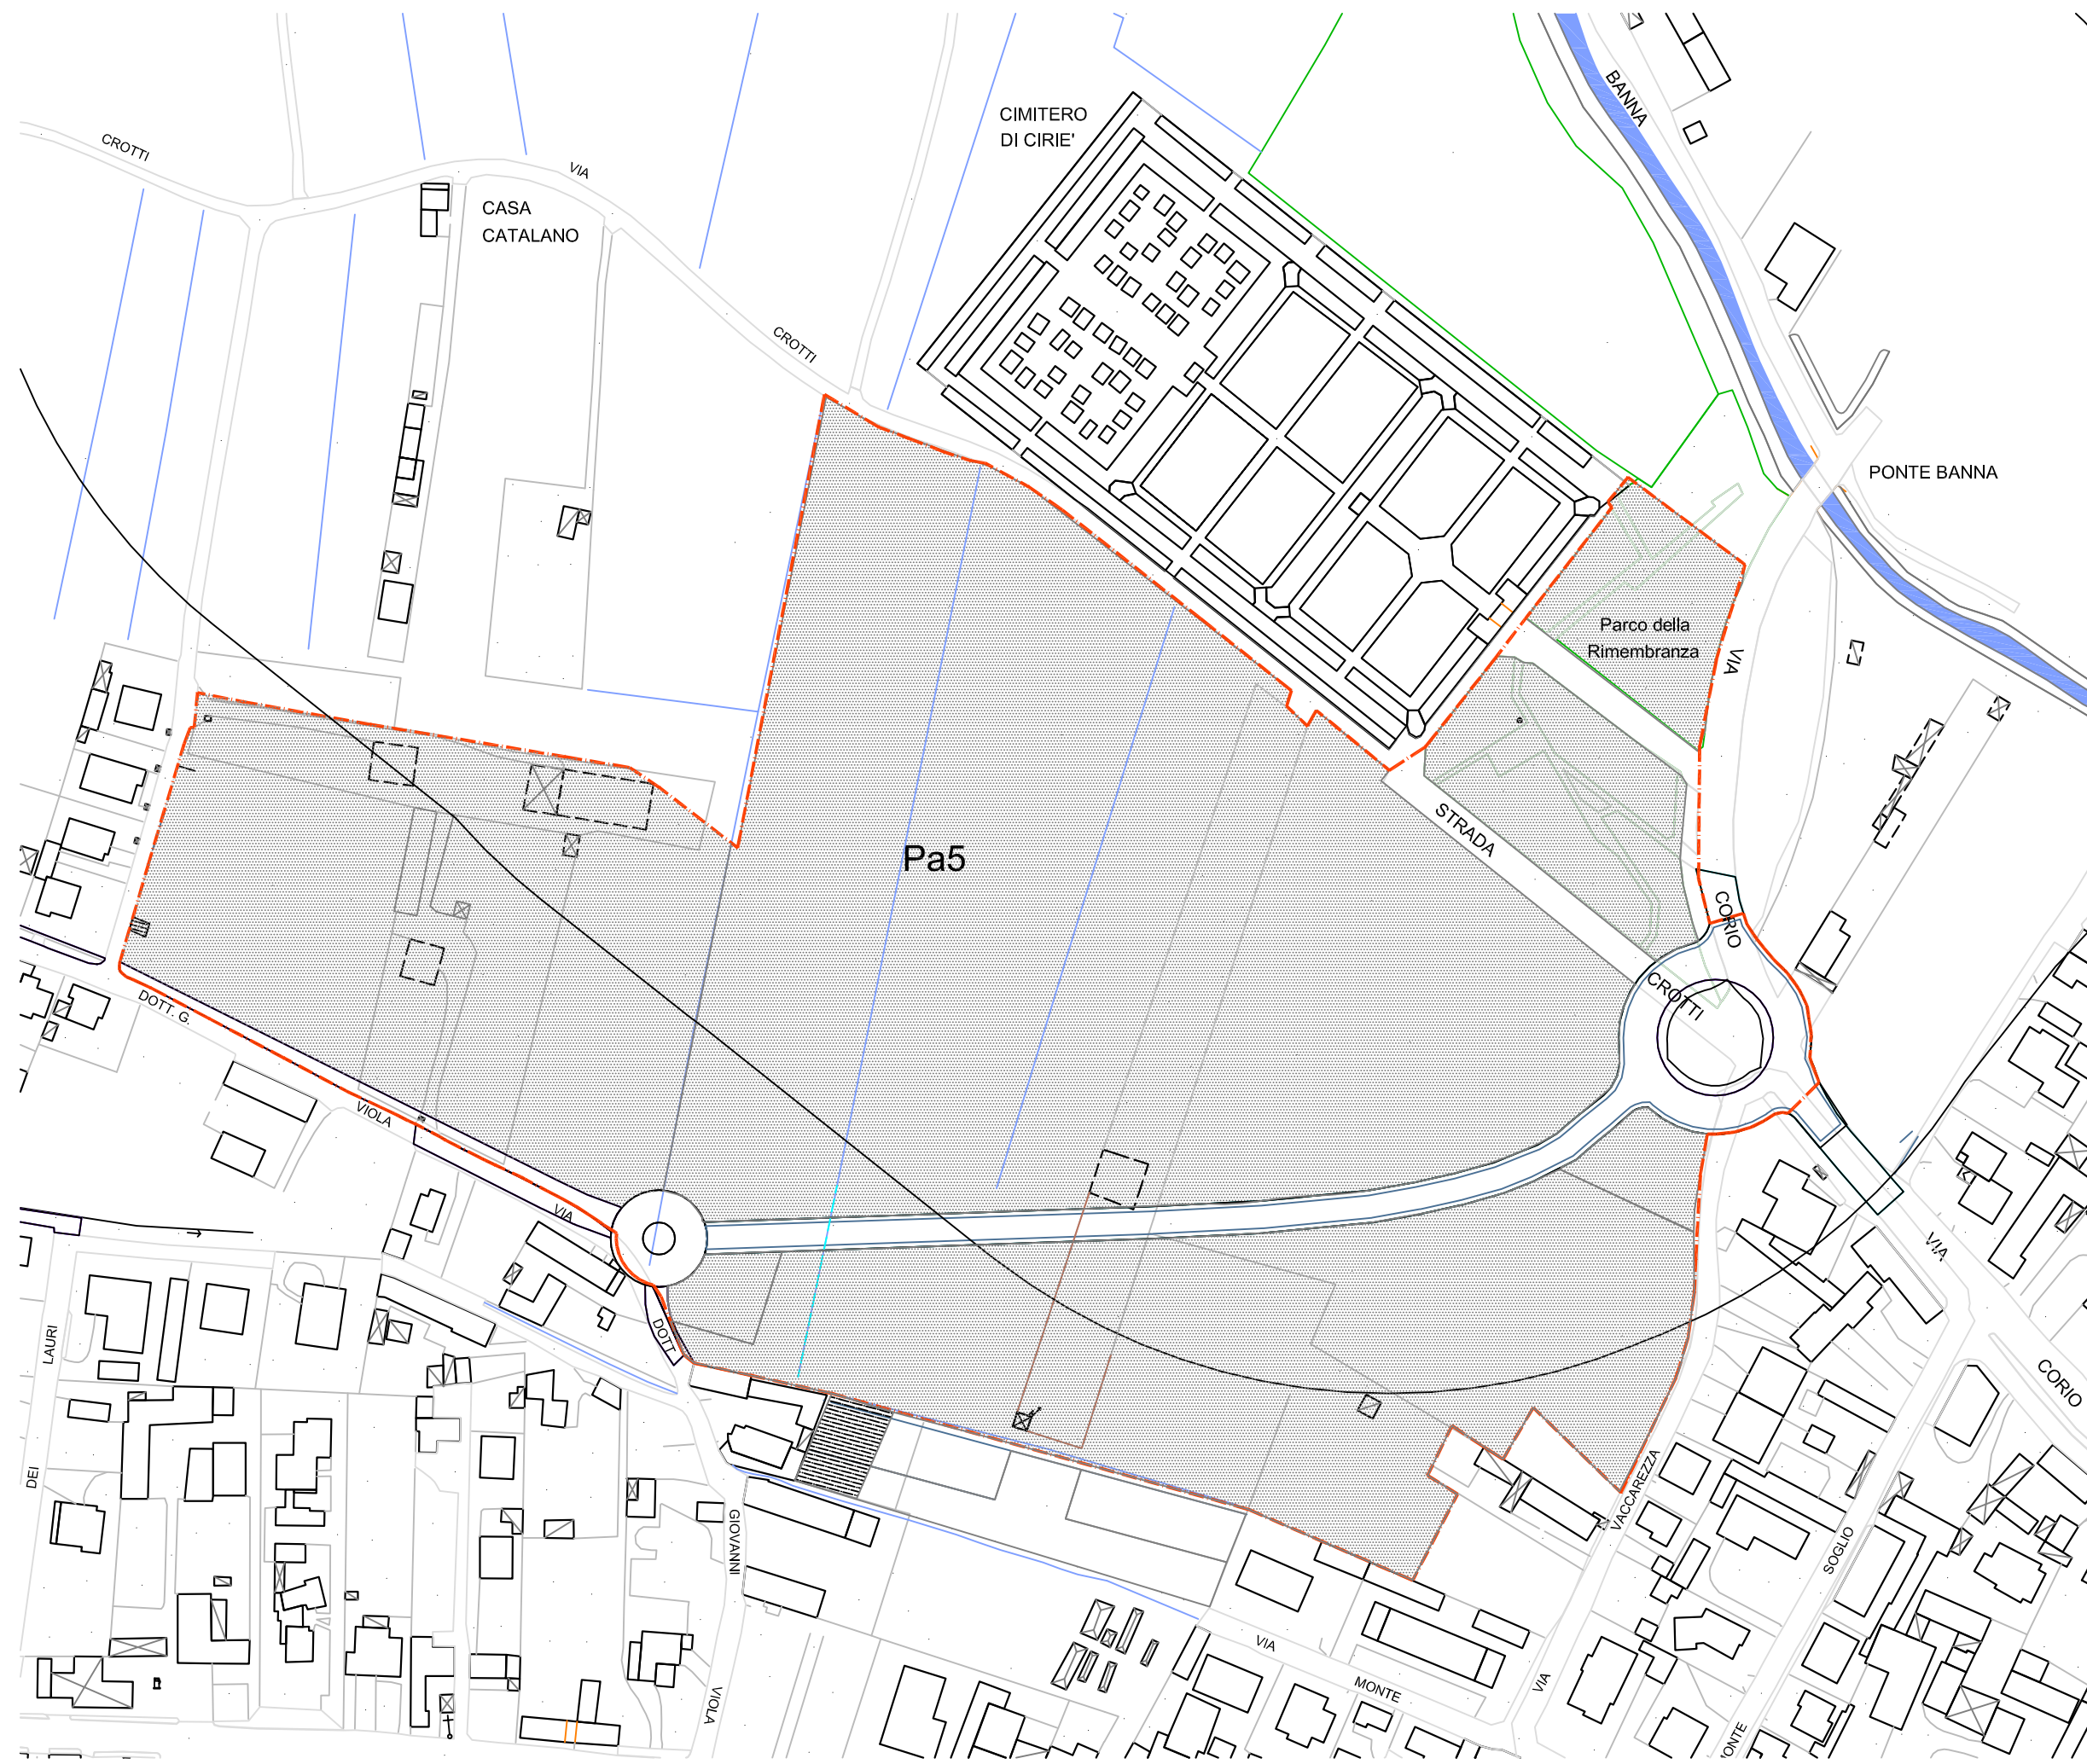 BANNA
CIMITERO
DI CIRIE'
CROTTI
VIA
CASA
CATALANO
CROTTI
PONTE BANNA
Parco della
Rimembranza
VIA
STRADA
Pa5
CORIO
CROTTI
DOTT. G.
VIOLA
VIA
VIA
DOTT
LAURI
CORIO
DEI
VACCAREZZA
GIOVANNI
SOGLIO
VIA
MONTE
VIA
VIOLA
MONTE